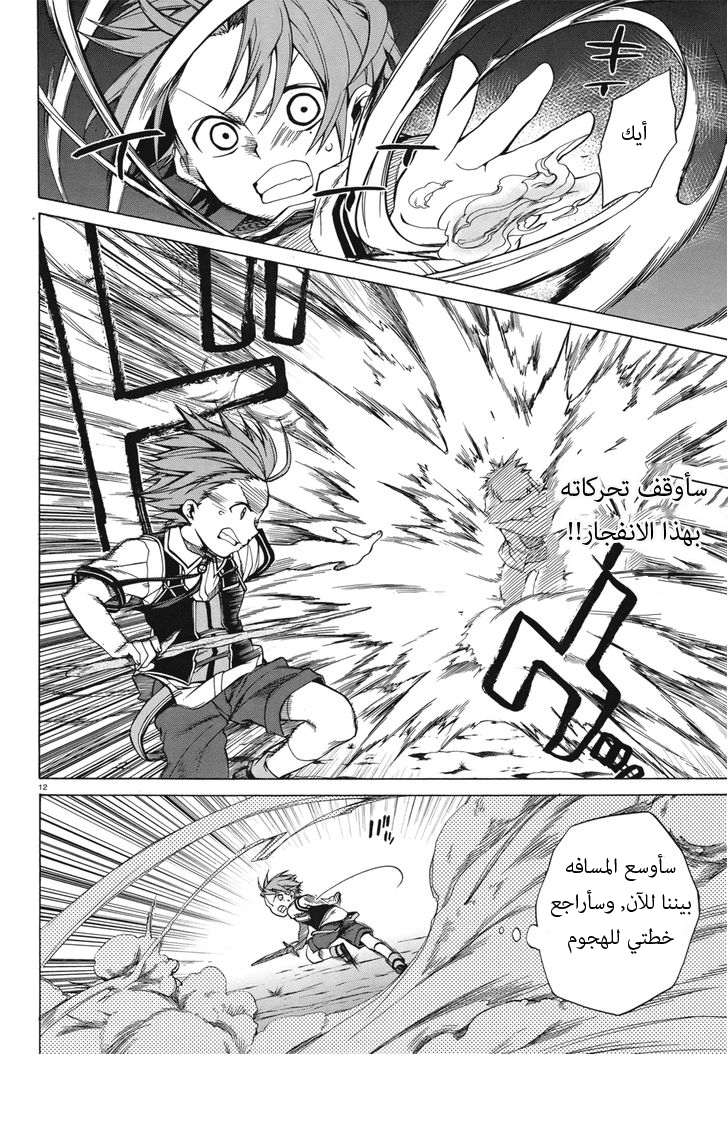 أيك
سأوقف تحركاته
بهذا الانفجار!!
12
سأوسع المسافه
بيننا للآن, وسأراجع
خطتي للهجوم